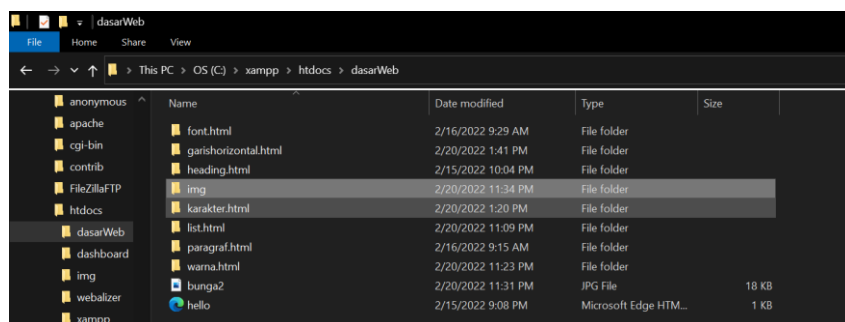 dasarWeb
File Home Share View
This PC > OS (C:) > xampp > htdocs > dasarWeb
anonymous Name Date modified Type Size
apache font.html 2/16/2022 9:29 AM File folder
cgi-bin garishorizontal.html 2/20/2022 1:41 PM File folder
contrib heading.html 2/15/2022 10:04 PM File folder
FileZillaFTP img 2/20/2022 11:34 PM File folder
htdocs karakter.html 2/20/2022 1:20 PM File folder
dasarWeb list.html 2/20/2022 11:09 PM File folder
dashboard paragraf.html 2/16/2022 9:15 AM File folder
img warna.html 2/20/2022 11:23 PM File folder
webalizer bunga2 2/20/2022 11:31 PM JPG File 18 KB
xampp hello 2/15/2022 9:08 PM Microsoft Edge HTM... 1 KB